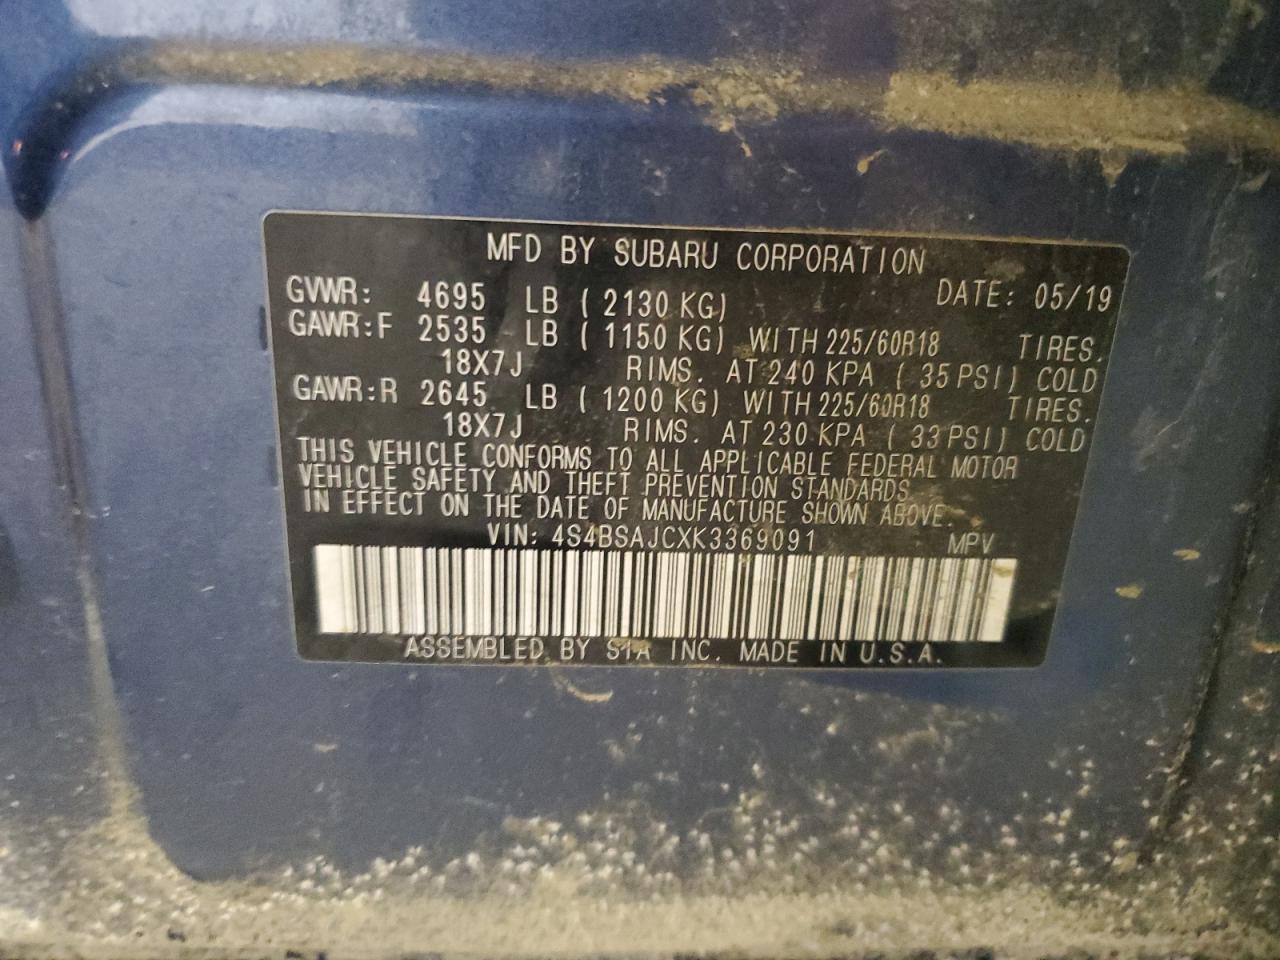 MFD BY SUBARU CORPORATION
GVWR: 4695 LB ( 2130 KG) DATE: 05/19
GAWR:F 2535 LB ( 1150 KG) WITH 225/60R18 TIRES.
18X7J RIMS. AT 240 KPA ( 35 PSI) COLD
GAWR:R 2645 LB ( 1200 KG) WITH 225/60R18 TIRES.
18X7J RIMS. AT 230 KPA ( 33 PSI) COLD
THIS VEHICLE CONFORMS TO ALL APPLICABLE FEDERAL MOTOR
VEHICLE SAFETY AND THEFT PREVENTION STANDARDS
IN EFFECT ON THE DATE OF MANUFACTURE SHOWN ABOVE.
VIN: 4S4BSAJCXK3369091 MPV
ASSEMBLED BY SIA INC. MADE IN U.S.A.